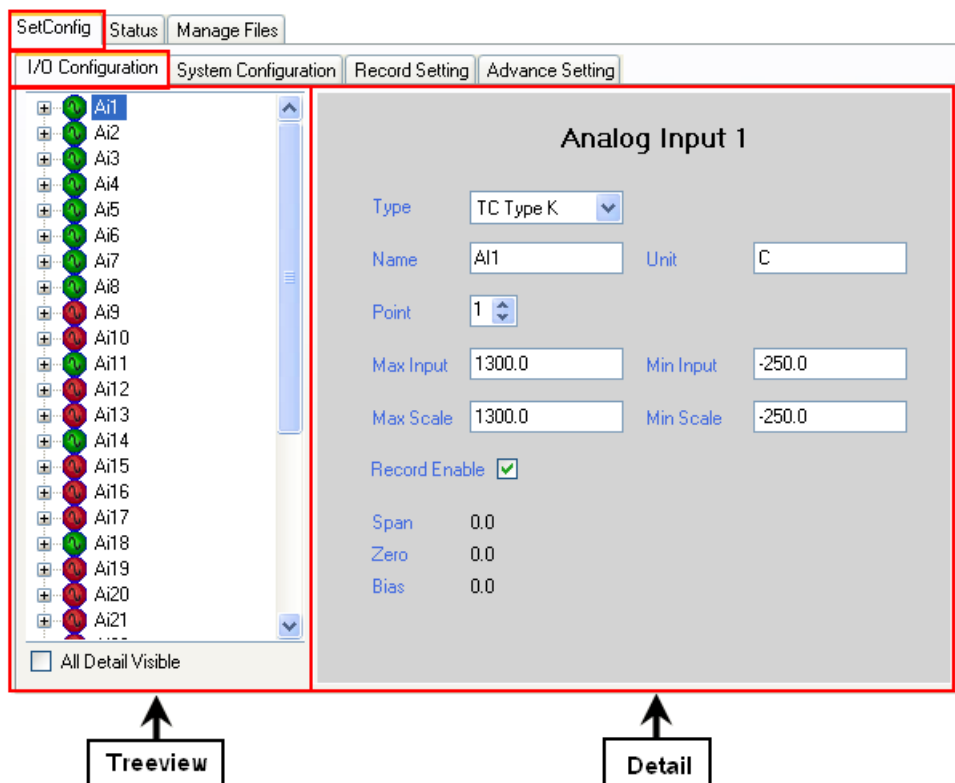 SetConfig Status Manage Files
I/O Configuration System Configuration Record Setting Advance Setting
Ai1
Ai2
Ai3
Ai4
Ai5
Ai6
Ai7
Ai8
Ai9
Ai10
Ai11
Ai12
Ai13
Ai14
Ai15
Ai16
Ai17
Ai18
Ai19
Ai20
Ai21
All Detail Visible
Analog Input 1
Type TC Type K
Name AI1 Unit C
Point 1
Max Input 1300.0 Min Input -250.0
Max Scale 1300.0 Min Scale -250.0
Record Enable
Span 0.0
Zero 0.0
Bias 0.0
Treeview
Detail